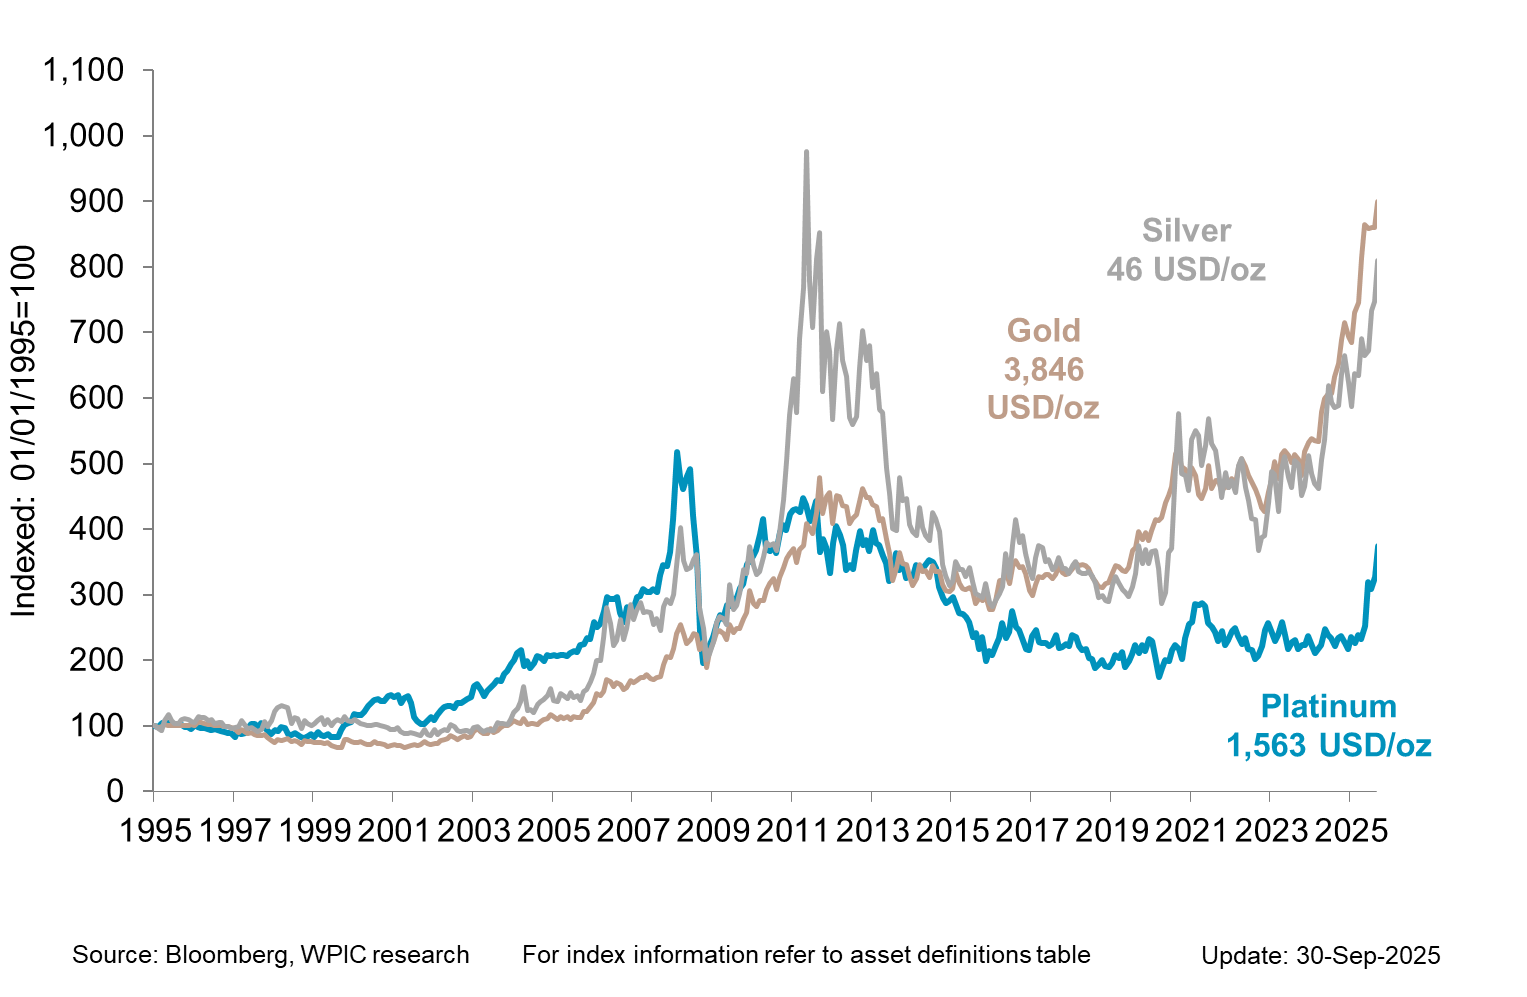 1,100
1,000
900
800
700
600
500
400
300
200
100
0
Indexed: 01/01/1995=100
Silver
46 USD/oz
Gold
3,846
USD/oz
Platinum
1,563 USD/oz
1995 1997 1999 2001 2003 2005 2007 2009 2011 2013 2015 2017 2019 2021 2023 2025
Source: Bloomberg, WPIC research For index information refer to asset definitions table Update: 30-Sep-2025